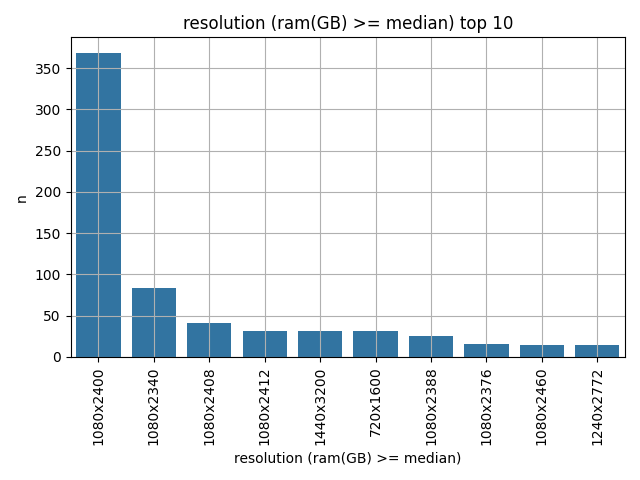 resolution (ram(GB) >= median) top 10
350
300
250
200
150
100
50
0
n
1080x2400
1080x2340
1080x2408
1080x2412
1440x3200
720x1600
1080x2388
1080x2376
1080x2460
1240x2772
resolution (ram(GB) >= median)